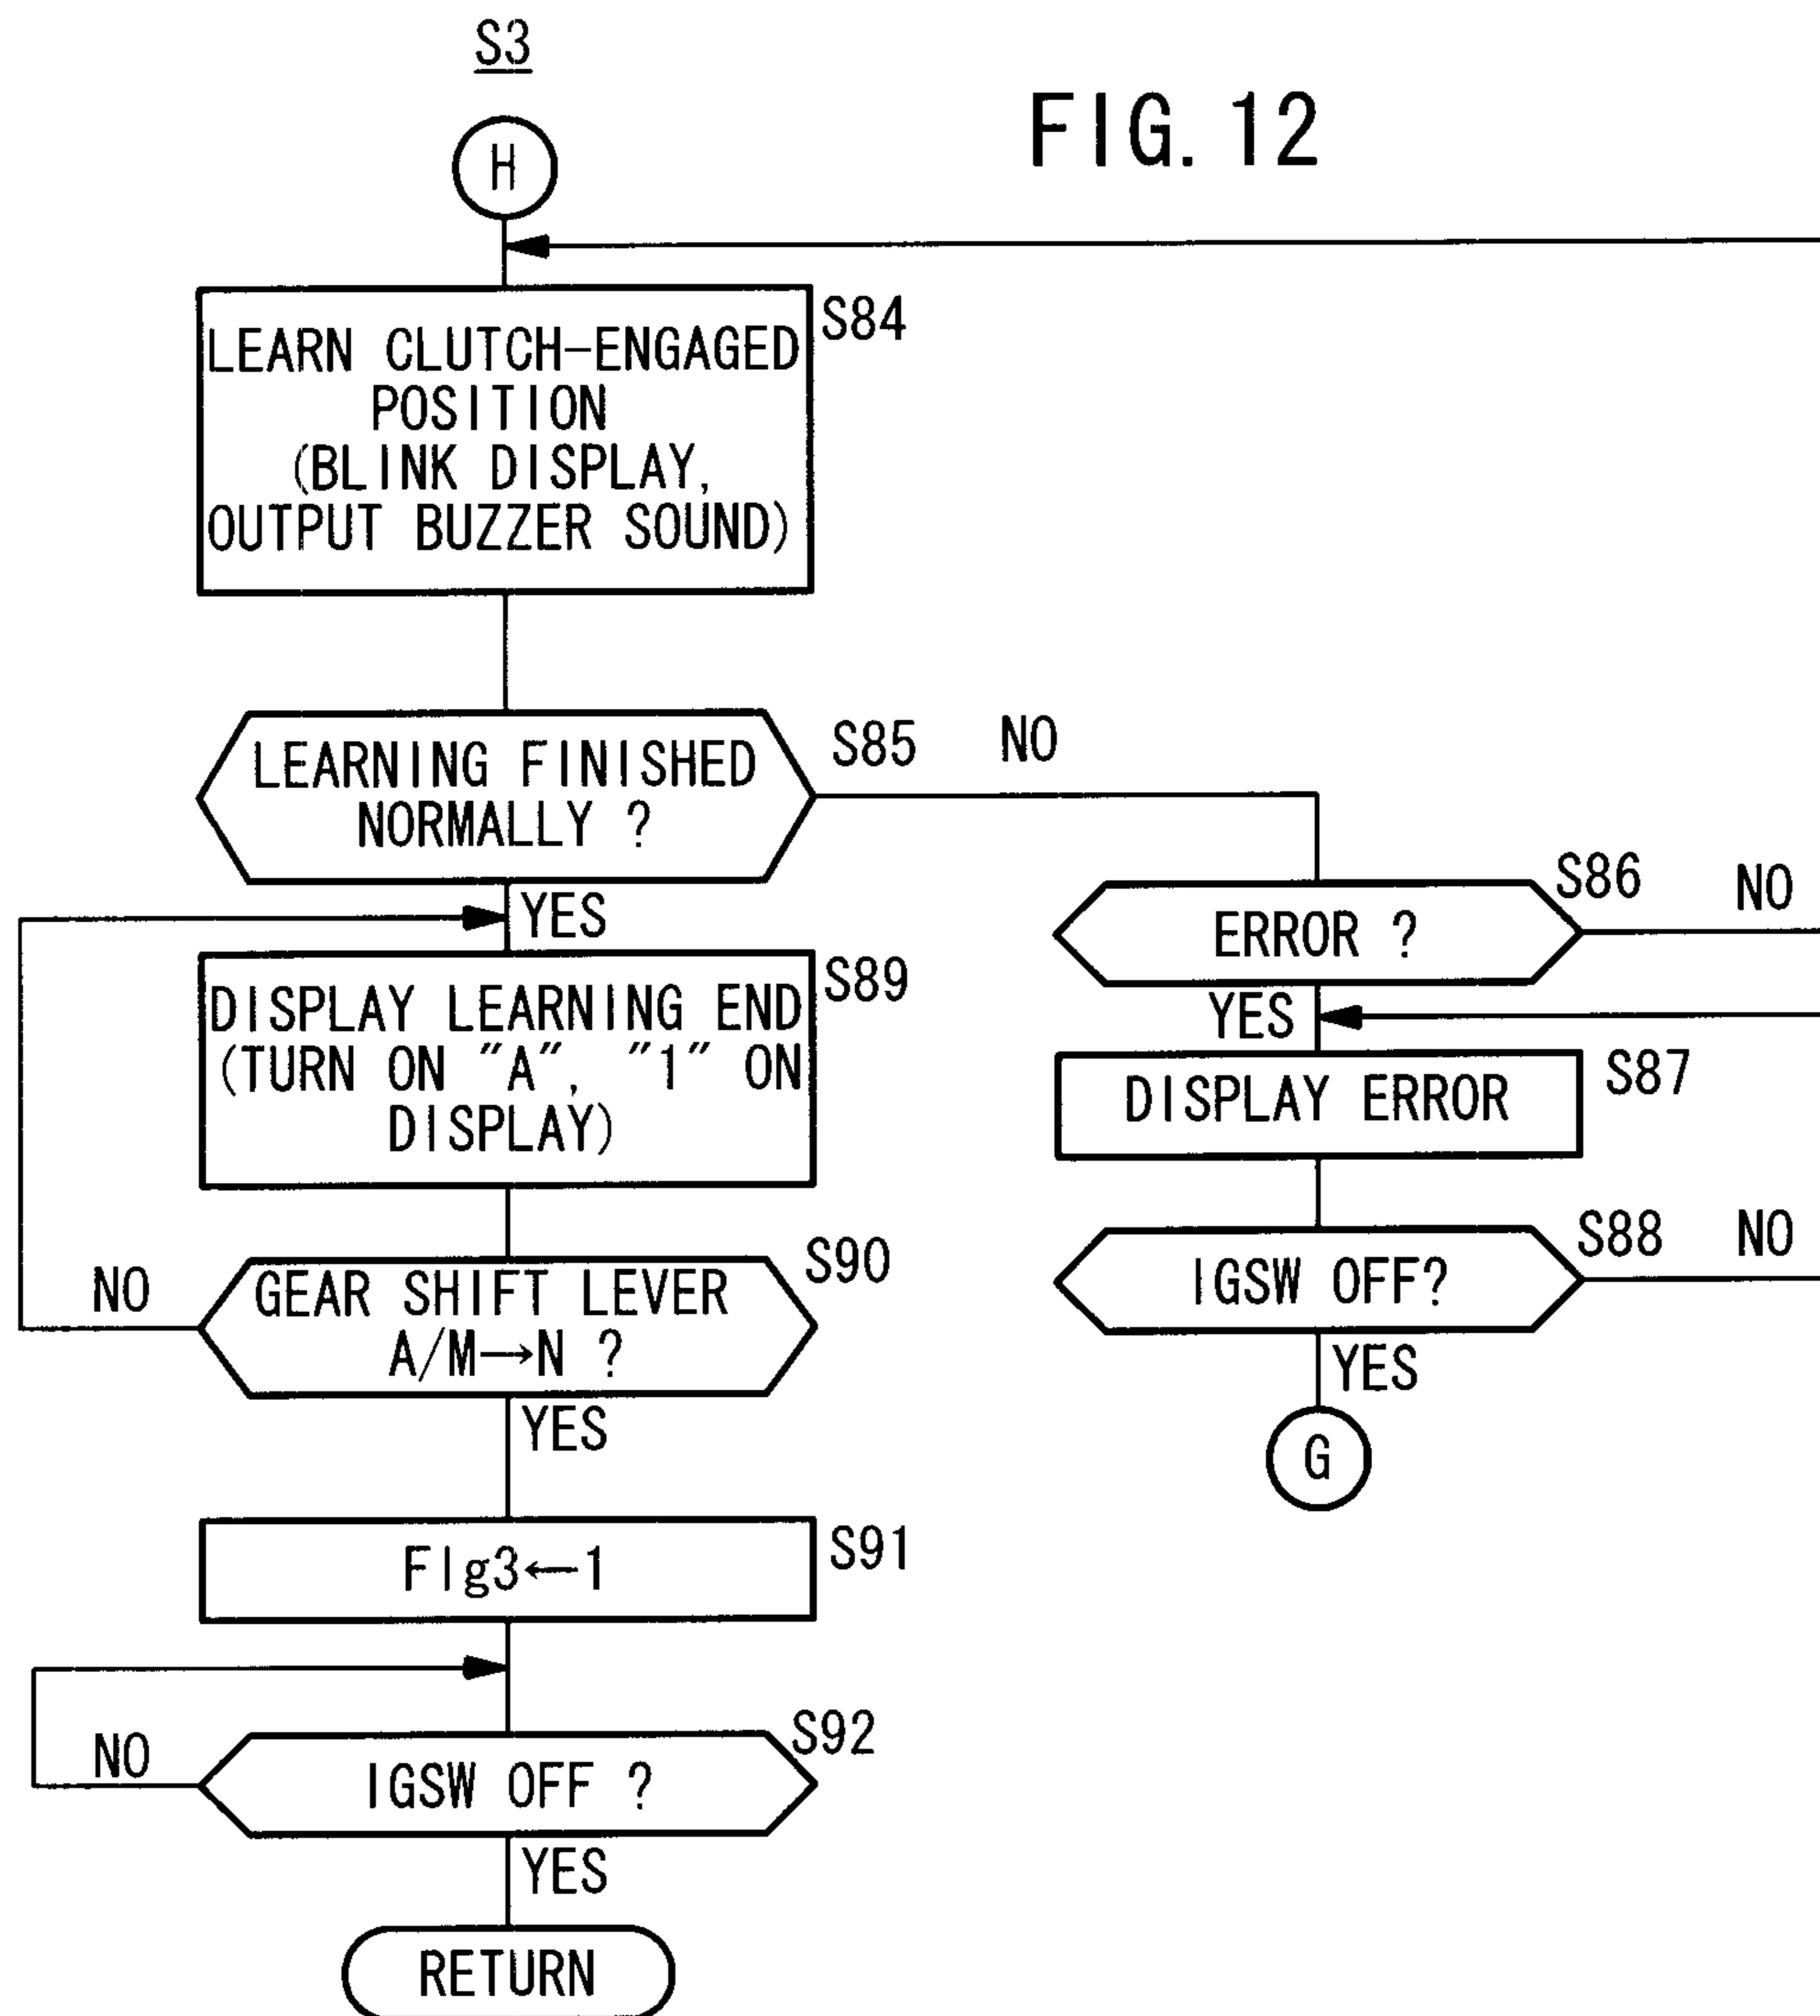 S3
FIG. 12
H
LEARN CLUTCH-ENGAGED
POSITION
(BLINK DISPLAY,
OUTPUT BUZZER SOUND)
S84
LEARNING FINISHED
NORMALLY ?
S85
NO
YES
ERROR ?
S86
NO
YES
DISPLAY ERROR
S87
IGSW OFF?
S88
NO
YES
G
DISPLAY LEARNING END
(TURN ON "A", "1" ON
DISPLAY)
S89
GEAR SHIFT LEVER
A/M→N ?
S90
NO
YES
Flg3←1
S91
IGSW OFF ?
S92
NO
YES
RETURN